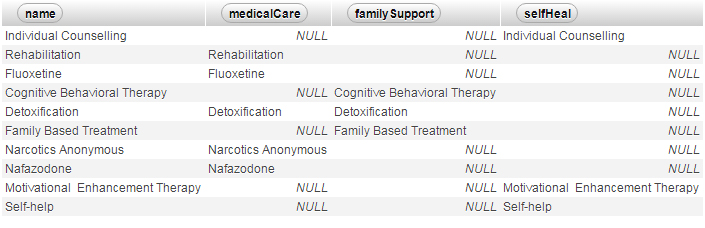 name medicalCare familySupport selfHeal
Individual Counselling NULL NULL Individual Counselling
Rehabilitation Rehabilitation NULL NULL
Fluoxetine Fluoxetine NULL NULL
Cognitive Behavioral Therapy NULL Cognitive Behavioral Therapy NULL
Detoxification Detoxification Detoxification NULL
Family Based Treatment NULL Family Based Treatment NULL
Narcotics Anonymous Narcotics Anonymous NULL NULL
Nafazodone Nafazodone NULL NULL
Motivational Enhancement Therapy NULL NULL Motivational Enhancement Therapy
Self-help NULL NULL Self-help